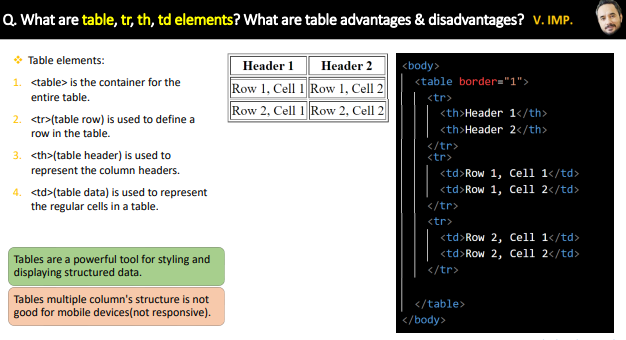 Q. What are table, tr, th, td elements? What are table advantages & disadvantages? V. IMP.
Table elements:
1. <table> is the container for the
entire table.
2. <tr>(table row) is used to define a
row in the table.
3. <th>(table header) is used to
represent the column headers.
4. <td>(table data) is used to represent
the regular cells in a table.
Tables are a powerful tool for styling and
displaying structured data.
Tables multiple column's structure is not
good for mobile devices(not responsive).
Header 1 Header 2
Row 1, Cell 1 Row 1, Cell 2
Row 2, Cell 1 Row 2, Cell 2
<body>
<table border="1">
<tr>
<th>Header 1</th>
<th>Header 2</th>
</tr>
<tr>
<td>Row 1, Cell 1</td>
<td>Row 1, Cell 2</td>
</tr>
<tr>
<td>Row 2, Cell 1</td>
<td>Row 2, Cell 2</td>
</tr>
</table>
</body>